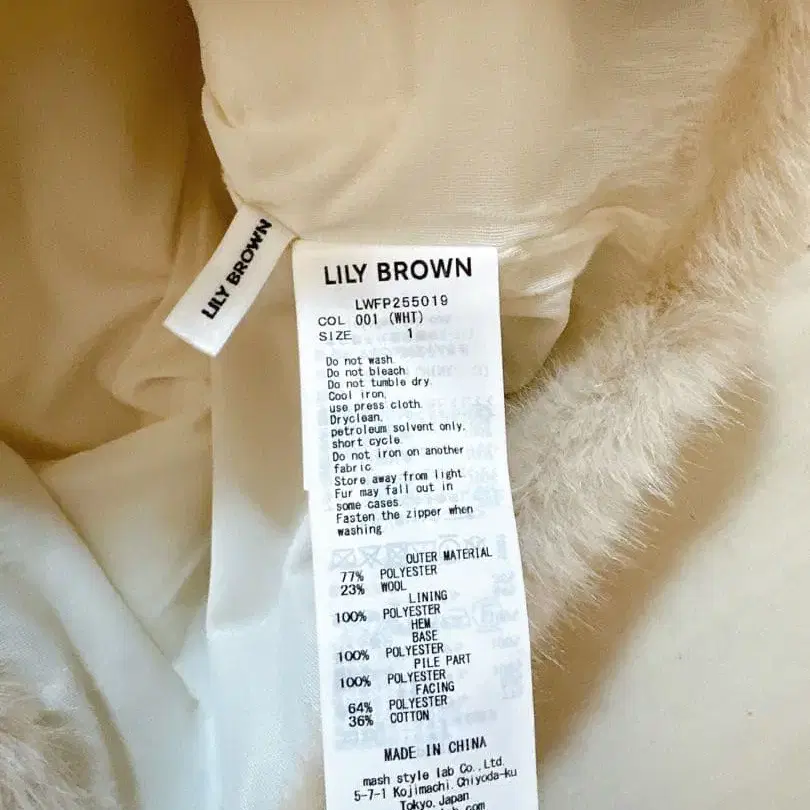 LILY BROWN
LILY BROWN
LWFP255019
COL 001 (WHT)
SIZE 1
Do not wash.
Do not bleach.
Do not tumble dry.
Cool iron,
use press cloth.
Dryclean,
petroleum solvent only,
short cycle.
Do not iron on another
fabric.
Store away from light.
Fur may fall out in
some cases.
Fasten the zipper when
washing.
OUTER MATERIAL
77% POLYESTER
23% WOOL
LINING
100% POLYESTER
HEM
BASE
100% POLYESTER
PILE PART
100% POLYESTER
FACING
64% POLYESTER
36% COTTON
MADE IN CHINA
mash style lab Co., Ltd.
5-7-1 Kojimachi, Chiyoda-ku
Tokyo, Japan